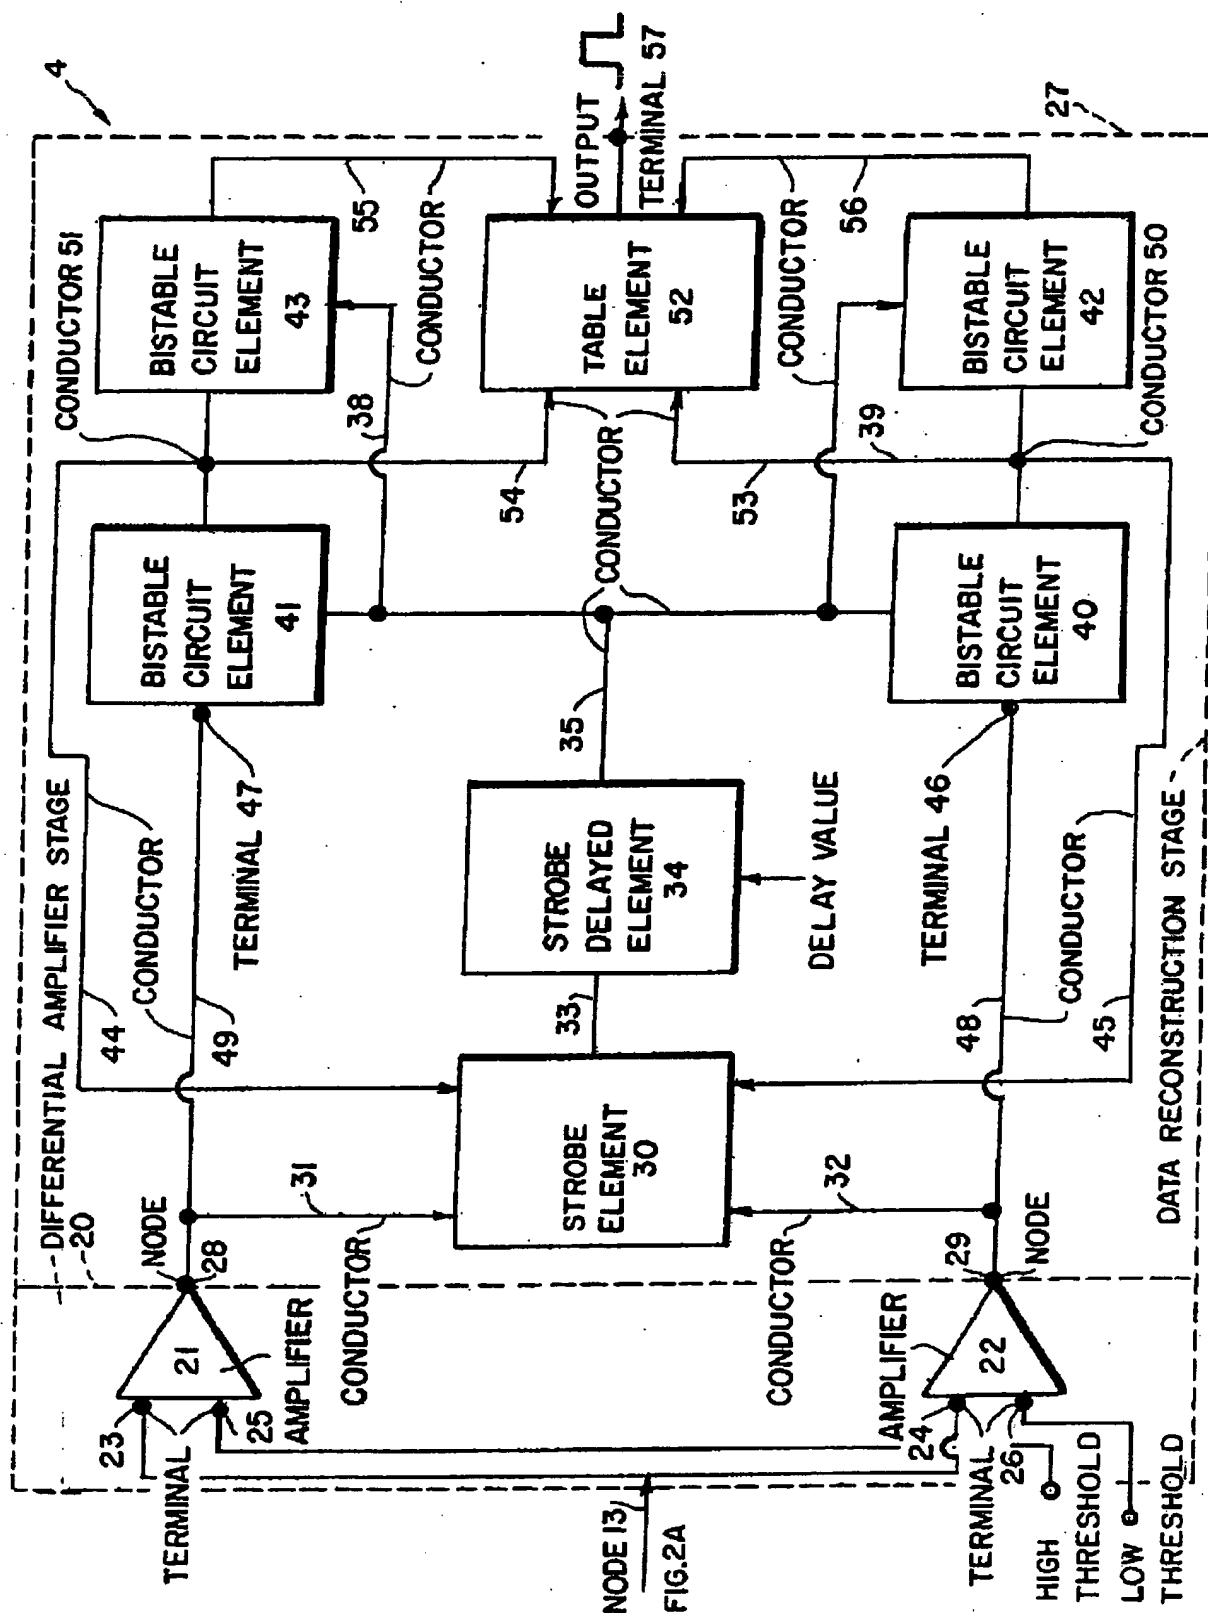 4
DIFFERENTIAL AMPLIFIER STAGE
20
CONDUCTOR 51
55
CONDUCTOR
BISTABLE
CIRCUIT
ELEMENT
43
38
BISTABLE
CIRCUIT
ELEMENT
41
44
CONDUCTOR
49
TERMINAL 47
NODE
28
31
CONDUCTOR
21
AMPLIFIER
23
25
TERMINAL
NODE 13
FIG.2A
STROBE
ELEMENT
30
33
STROBE
DELAYED
ELEMENT
34
DELAY VALUE
35
CONDUCTOR
54
53
TABLE
ELEMENT
52
OUTPUT
TERMINAL 57
27
CONDUCTOR
56
39
BISTABLE
CIRCUIT
ELEMENT
42
CONDUCTOR 50
BISTABLE
CIRCUIT
ELEMENT
40
TERMINAL 46
48
CONDUCTOR
45
DATA RECONSTRUCTION STAGE
32
CONDUCTOR
29
NODE
AMPLIFIER
22
24
26
TERMINAL
HIGH
THRESHOLD
LOW
THRESHOLD